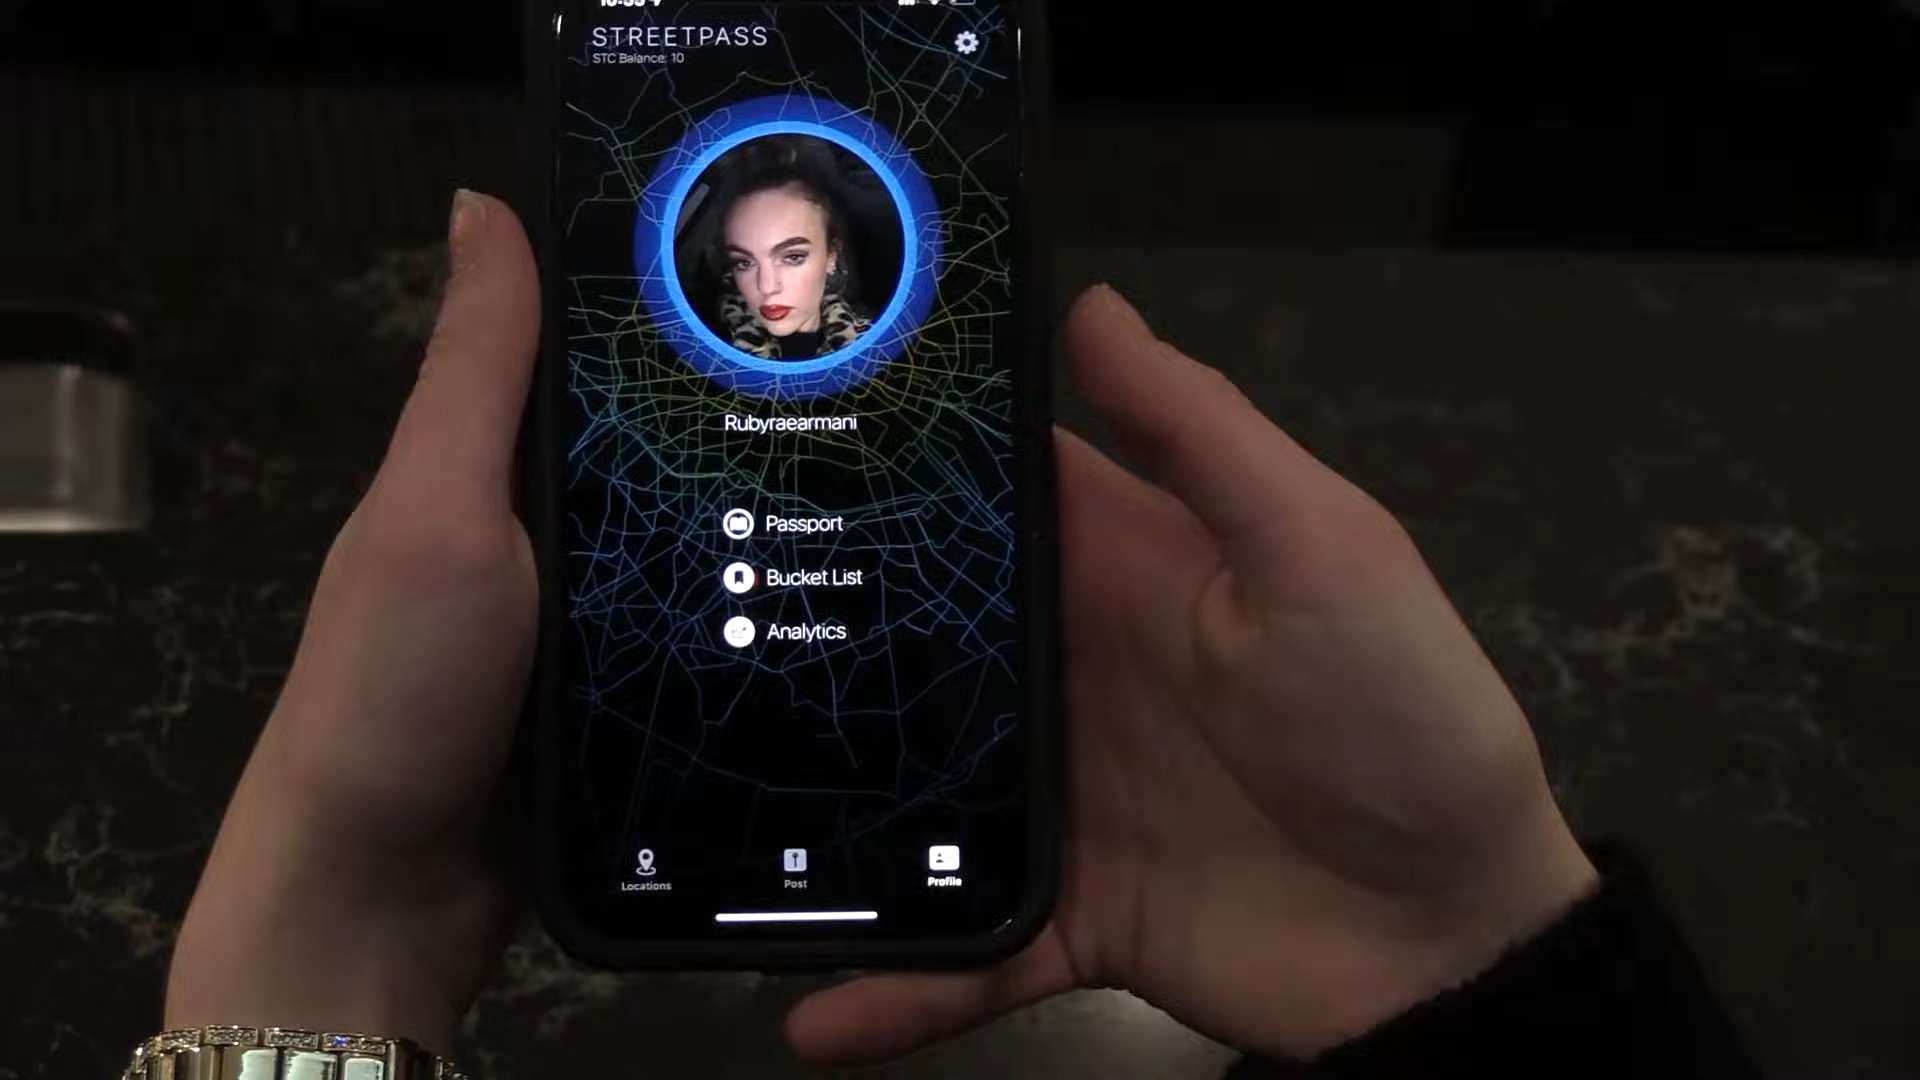 STREETPASS
STC Balance: 10
Rubyraearmani
Passport
Bucket List
Analytics
Locations
Post
Profile